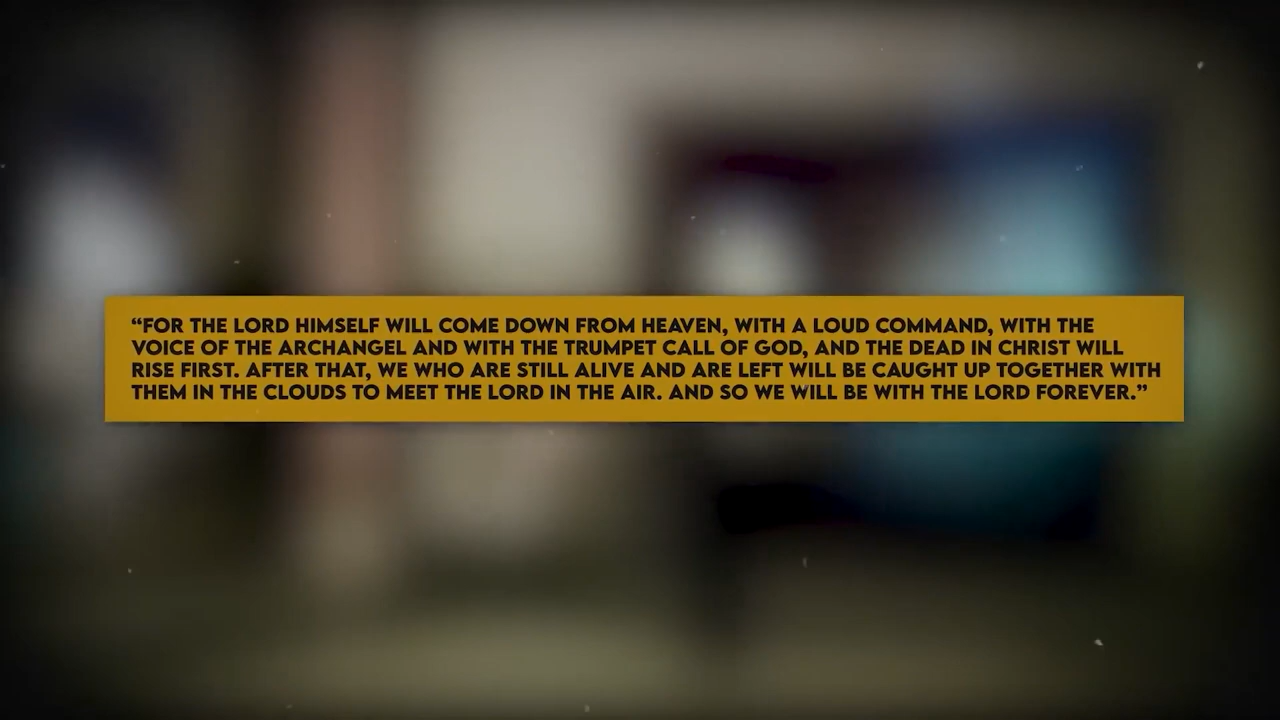 “FOR THE LORD HIMSELF WILL COME DOWN FROM HEAVEN, WITH A LOUD COMMAND, WITH THE
VOICE OF THE ARCHANGEL AND WITH THE TRUMPET CALL OF GOD, AND THE DEAD IN CHRIST WILL
RISE FIRST. AFTER THAT, WE WHO ARE STILL ALIVE AND ARE LEFT WILL BE CAUGHT UP TOGETHER WITH
THEM IN THE CLOUDS TO MEET THE LORD IN THE AIR. AND SO WE WILL BE WITH THE LORD FOREVER.”